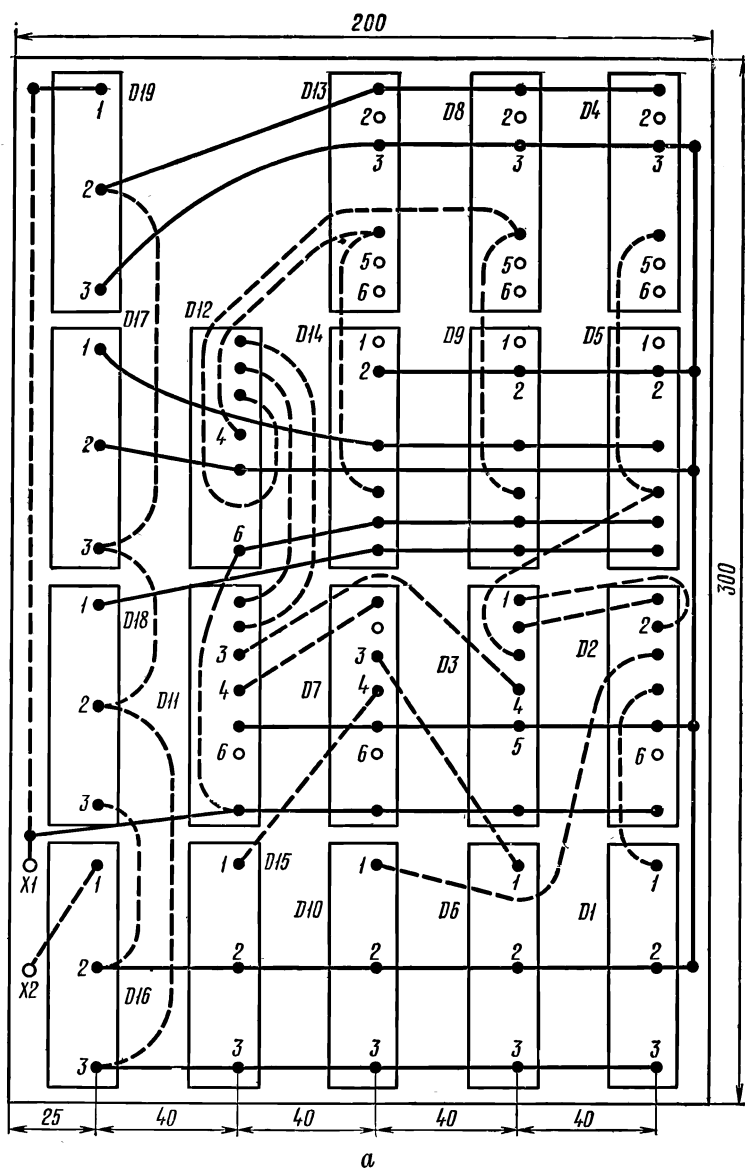 200
D19 D13 D8 D4
1 2 2 2
3 3 3
2
5 5 5
3 6 6 6
D17 D12 D14 D9 D5
1 1 1 1
2 2 2
4
2
3 6
1 D18 1
3 3 D3 D2 2
4 D7 4 4
2 D11 5
6 6 6
3
300
X1 1 1 D15 1 1 1
D10 D6 D1
X2 2 2 2 2 2
D16
3 3 3 3 3
25 40 40 40 40
а